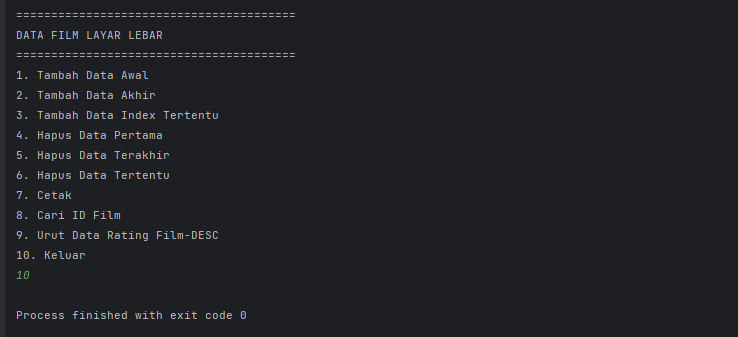 ========================================
DATA FILM LAYAR LEBAR
========================================
1. Tambah Data Awal
2. Tambah Data Akhir
3. Tambah Data Index Tertentu
4. Hapus Data Pertama
5. Hapus Data Terakhir
6. Hapus Data Tertentu
7. Cetak
8. Cari ID Film
9. Urut Data Rating Film-DESC
10. Keluar
10
Process finished with exit code 0